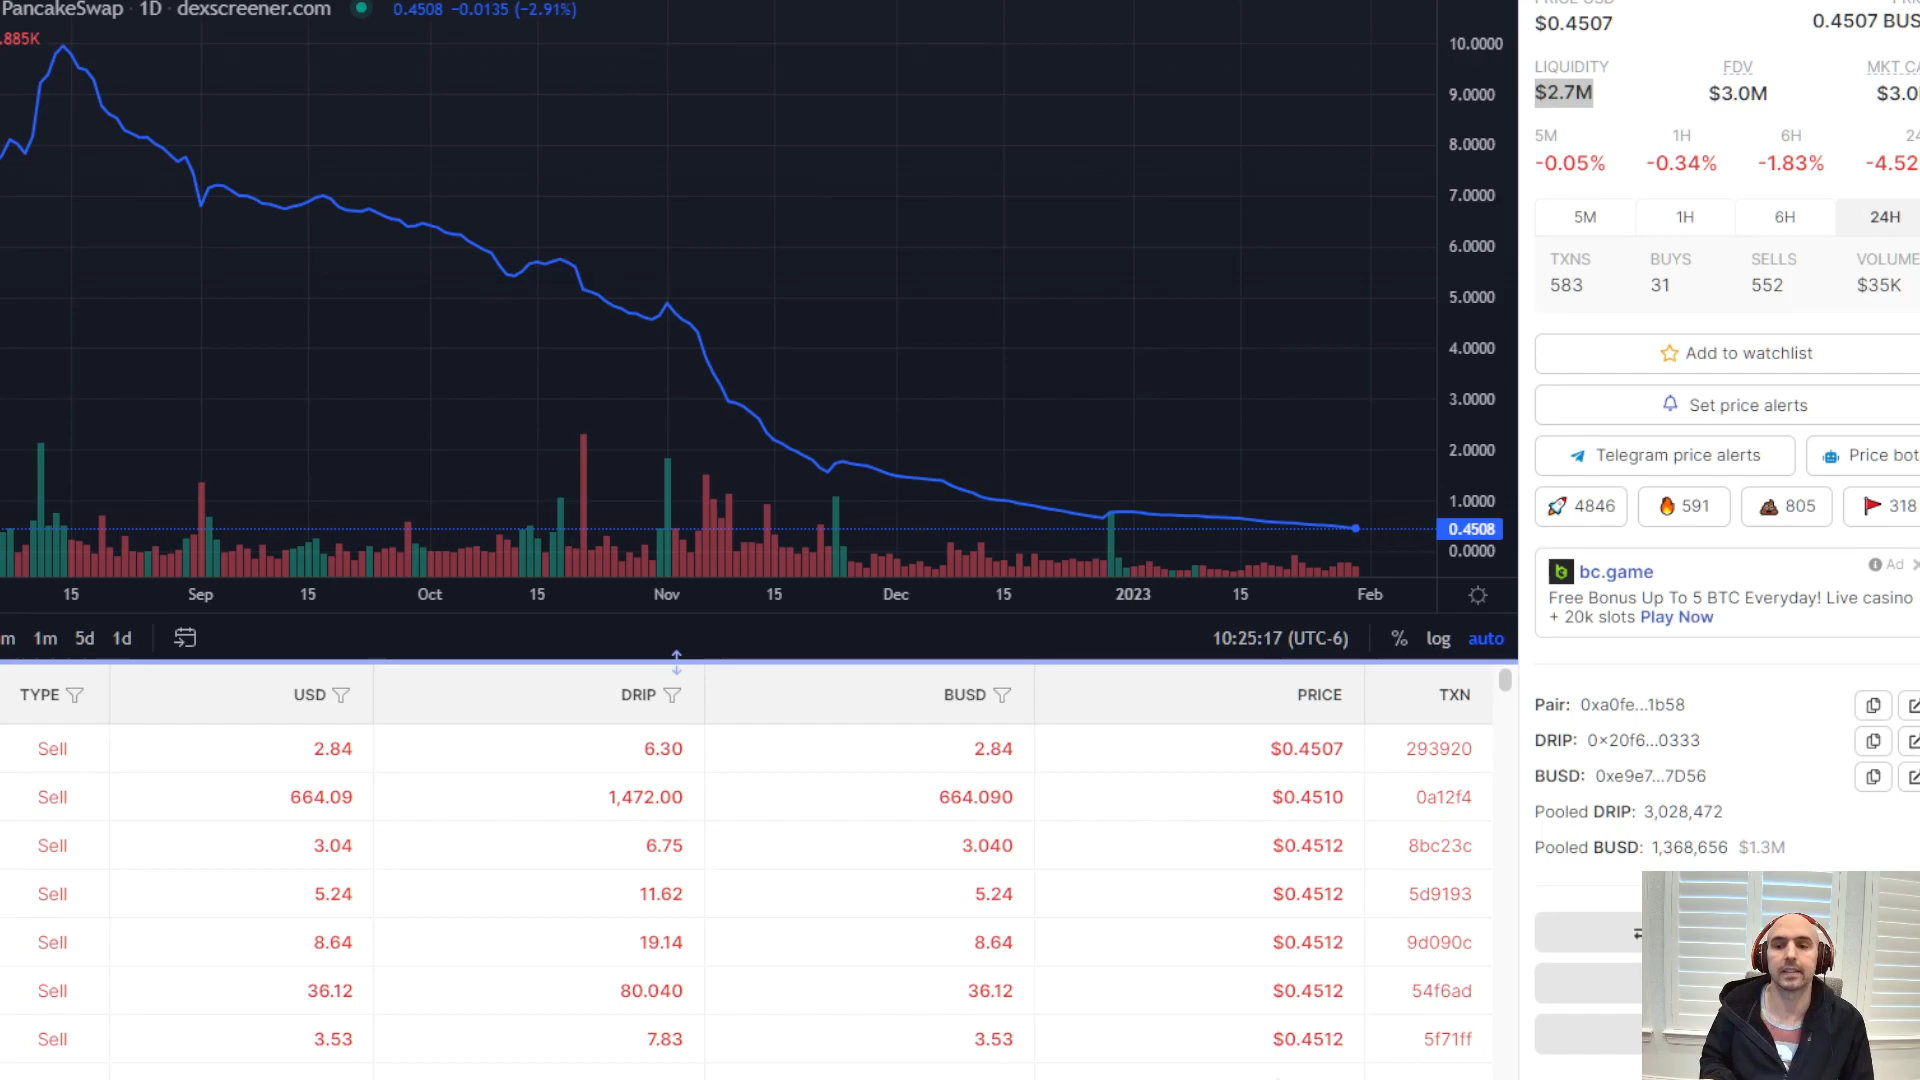 PancakeSwap · 1D · dexscreener.com 0.4508 −0.0135 (−2.91%)
.885K
10.0000
9.0000
8.0000
7.0000
6.0000
5.0000
4.0000
3.0000
2.0000
1.0000
0.4508
0.0000
15 Sep 15 Oct 15 Nov 15 Dec 15 2023 15 Feb
m 1m 5d 1d 10:25:17 (UTC-6) % log auto
TYPE USD DRIP BUSD PRICE TXN
Sell 2.84 6.30 2.84 $0.4507 293920
Sell 664.09 1,472.00 664.090 $0.4510 0a12f4
Sell 3.04 6.75 3.040 $0.4512 8bc23c
Sell 5.24 11.62 5.24 $0.4512 5d9193
Sell 8.64 19.14 8.64 $0.4512 9d090c
Sell 36.12 80.040 36.12 $0.4512 54f6ad
Sell 3.53 7.83 3.53 $0.4512 5f71ff
$0.4507 0.4507 BUS
LIQUIDITY FDV MKT CA
$2.7M $3.0M $3.0
5M 1H 6H 24
-0.05% -0.34% -1.83% -4.52
5M 1H 6H 24H
TXNS BUYS SELLS VOLUME
583 31 552 $35K
Add to watchlist
Set price alerts
Telegram price alerts Price bot
4846 591 805 318
bc.game Ad
Free Bonus Up To 5 BTC Everyday! Live casino
+ 20k slots Play Now
Pair: 0xa0fe...1b58
DRIP: 0×20f6...0333
BUSD: 0xe9e7...7D56
Pooled DRIP: 3,028,472
Pooled BUSD: 1,368,656 $1.3M